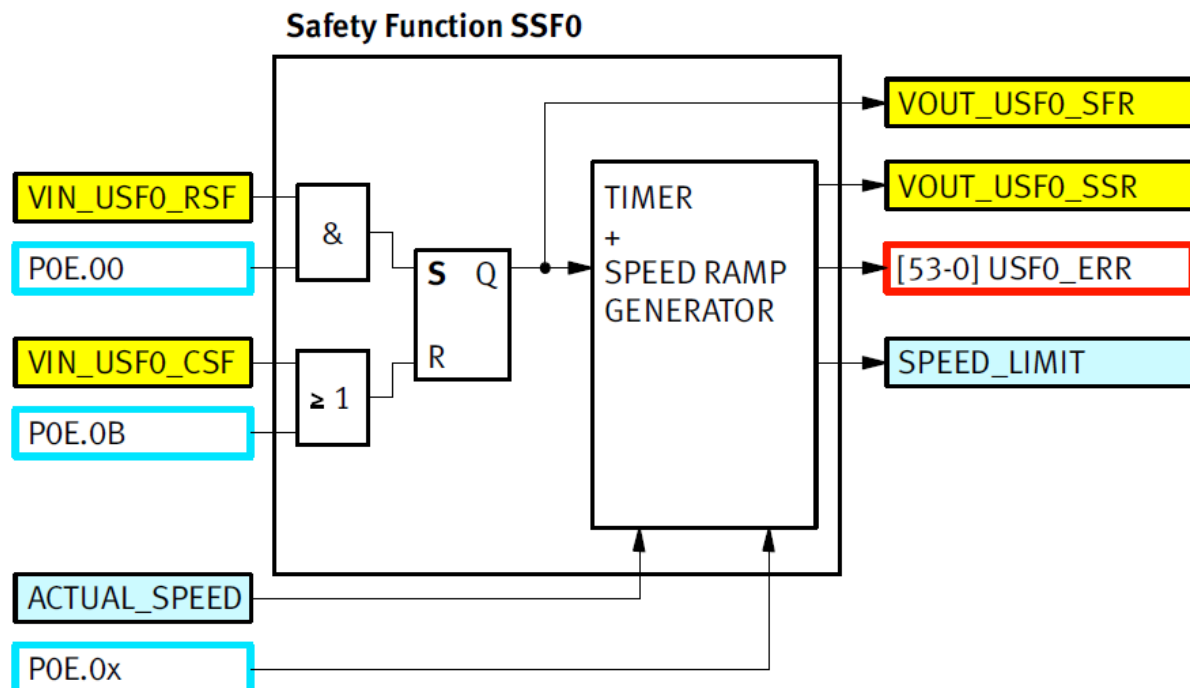 Safety Function SSF0
VOUT_USF0_SFR
VIN_USF0_RSF
P0E.00
VIN_USF0_CSF
P0E.0B
&
≥ 1
S Q
R
TIMER
+
SPEED RAMP
GENERATOR
VOUT_USF0_SSR
[53-0] USF0_ERR
SPEED_LIMIT
ACTUAL_SPEED
P0E.0x